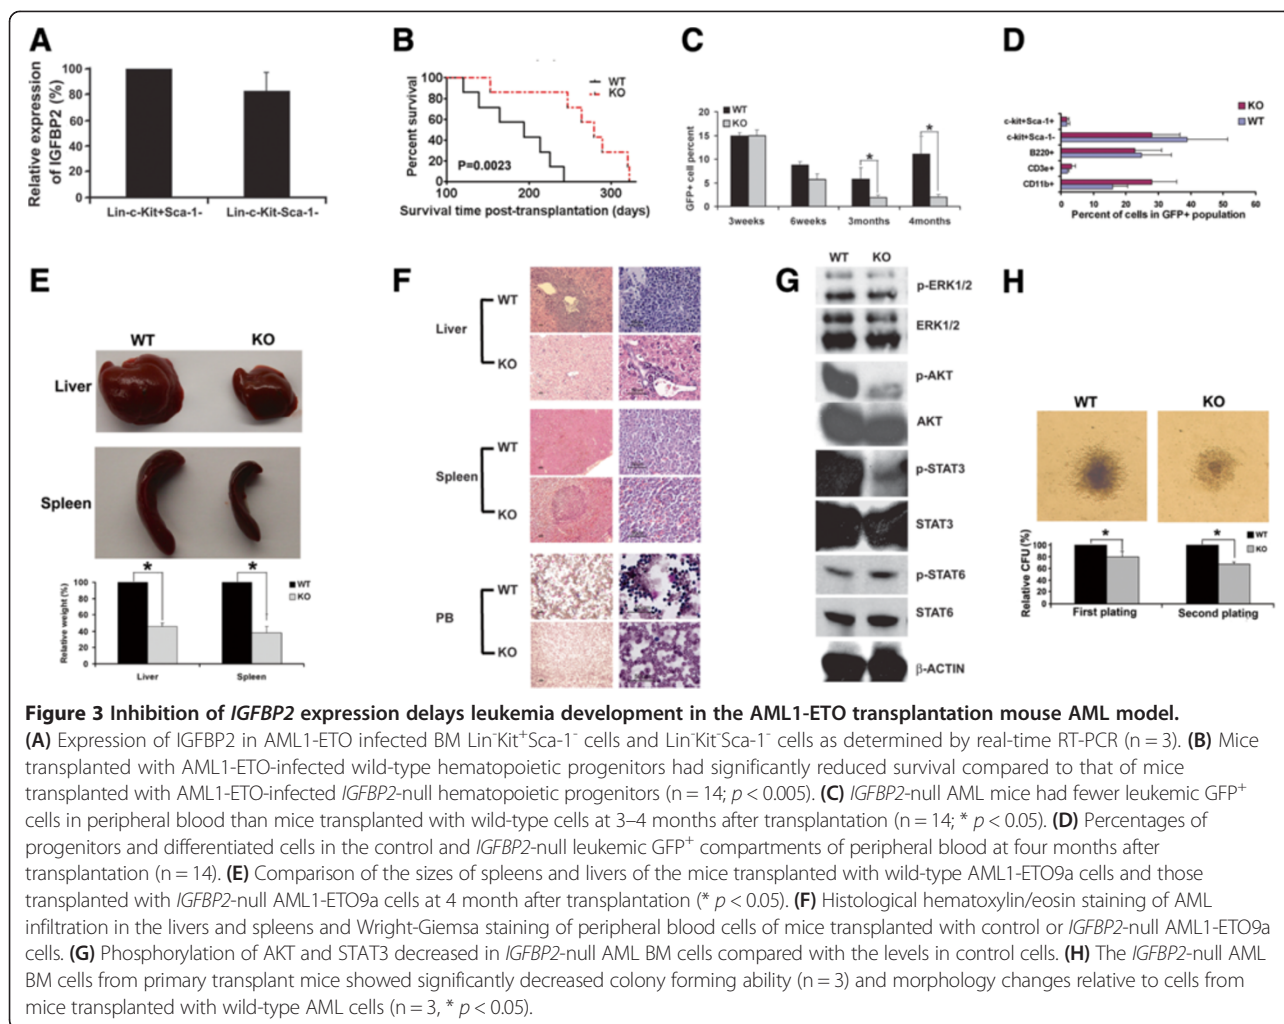 A
Relative expression
of IGFBP2 (%)
100
80
60
40
20
0
Lin-c-Kit+Sca-1-
Lin-c-Kit-Sca-1-
B
Percent survival
100
80
60
40
20
0
WT
KO
P=0.0023
100
200
300
Survival time post-transplantation (days)
C
GFP+ cell percent
20
15
10
5
0
WT
KO
*
*
3weeks
6weeks
3months
4months
D
c-kit+Sca-1+
c-kit+Sca-1-
B220+
CD3e+
CD11b+
KO
WT
0
10
20
30
40
50
60
Percent of cells in GFP+ population
E
WT
KO
Liver
Spleen
Relative weight (%)
100
80
60
40
20
0
*
*
WT
KO
Liver
Spleen
F
Liver
WT
KO
Spleen
WT
KO
PB
WT
KO
G
WT
KO
p-ERK1/2
ERK1/2
p-AKT
AKT
p-STAT3
STAT3
p-STAT6
STAT6
β-ACTIN
H
WT
KO
Relative CFU (%)
100
80
60
40
20
0
*
*
WT
KO
First plating
Second plating
Figure 3 Inhibition of IGFBP2 expression delays leukemia development in the AML1-ETO transplantation mouse AML model.
(A) Expression of IGFBP2 in AML1-ETO infected BM Lin⁻Kit⁺Sca-1⁻ cells and Lin⁻Kit⁻Sca-1⁻ cells as determined by real-time RT-PCR (n = 3). (B) Mice
transplanted with AML1-ETO-infected wild-type hematopoietic progenitors had significantly reduced survival compared to that of mice
transplanted with AML1-ETO-infected IGFBP2-null hematopoietic progenitors (n = 14; p < 0.005). (C) IGFBP2-null AML mice had fewer leukemic GFP⁺
cells in peripheral blood than mice transplanted with wild-type cells at 3–4 months after transplantation (n = 14; * p < 0.05). (D) Percentages of
progenitors and differentiated cells in the control and IGFBP2-null leukemic GFP⁺ compartments of peripheral blood at four months after
transplantation (n = 14). (E) Comparison of the sizes of spleens and livers of the mice transplanted with wild-type AML1-ETO9a cells and those
transplanted with IGFBP2-null AML1-ETO9a cells at 4 month after transplantation (* p < 0.05). (F) Histological hematoxylin/eosin staining of AML
infiltration in the livers and spleens and Wright-Giemsa staining of peripheral blood cells of mice transplanted with control or IGFBP2-null AML1-ETO9a
cells. (G) Phosphorylation of AKT and STAT3 decreased in IGFBP2-null AML BM cells compared with the levels in control cells. (H) The IGFBP2-null AML
BM cells from primary transplant mice showed significantly decreased colony forming ability (n = 3) and morphology changes relative to cells from
mice transplanted with wild-type AML cells (n = 3, * p < 0.05).